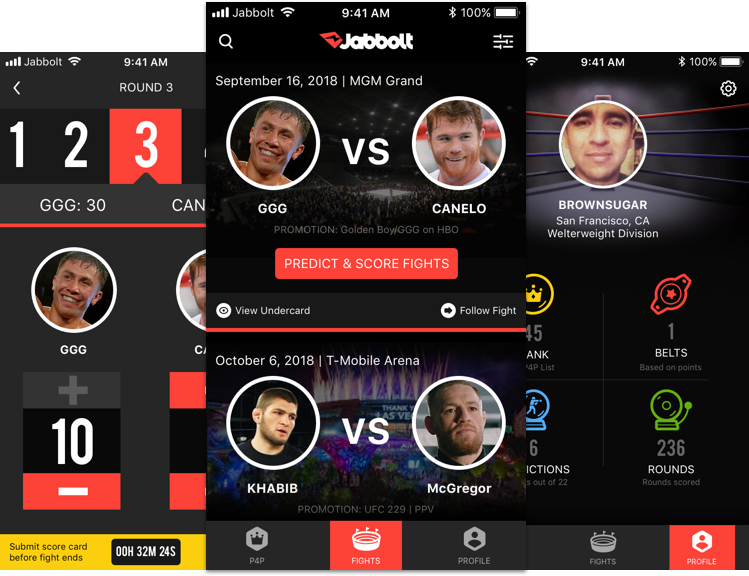 Jabbolt
9:41 AM
ROUND 3
1 2 3
GGG: 30
CAN
GGG
10
Submit score card
before fight ends
00H 32M 24S
Jabbolt
9:41 AM
100%
Jabbolt
September 16, 2018 | MGM Grand
VS
GGG
CANELO
PROMOTION: Golden Boy/GGG on HBO
PREDICT & SCORE FIGHTS
View Undercard
Follow Fight
October 6, 2018 | T-Mobile Arena
VS
KHABIB
McGregor
PROMOTION: UFC 229 | PPV
P4P
FIGHTS
PROFILE
9:41 AM
100%
BROWNSUGAR
San Francisco, CA
Welterweight Division
45
ANK
P4P List
1
BELTS
Based on points
6
ICTIONS
s out of 22
236
ROUNDS
Rounds scored
FIGHTS
PROFILE